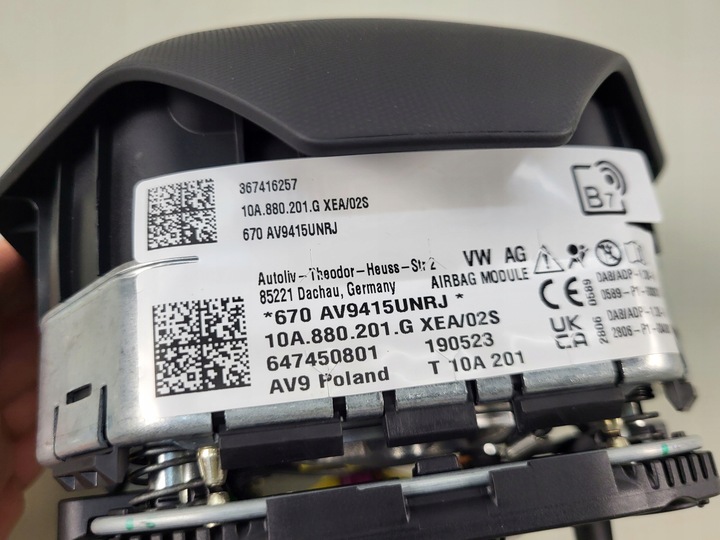 367416257
10A.880.201.G XEA/02S
670 AV9415UNRJ
B7
Autoliv-Theodor-Heuss-Str.2
85221 Dachau, Germany
VW AG
AIRBAG MODULE
*670 AV9415UNRJ *
10A.880.201.G XEA/02S
647450801 190523
AV9 Poland T 10A 201
CE
0589
UK
CA
2806